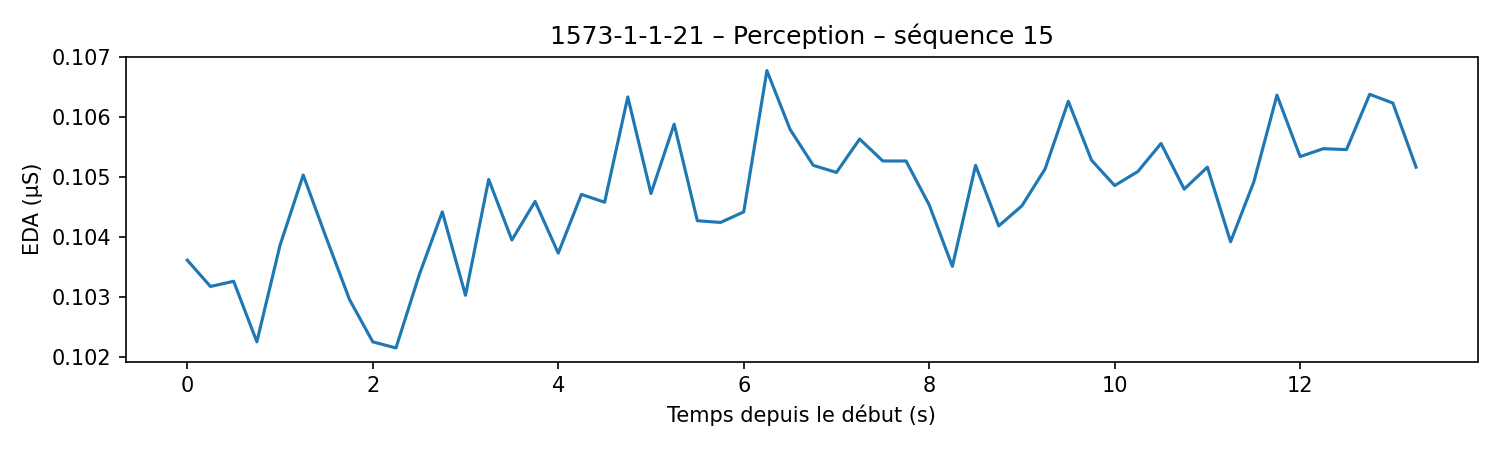 1573-1-1-21 – Perception – séquence 15
EDA (µS)
0.107
0.106
0.105
0.104
0.103
0.102
0 2 4 6 8 10 12
Temps depuis le début (s)